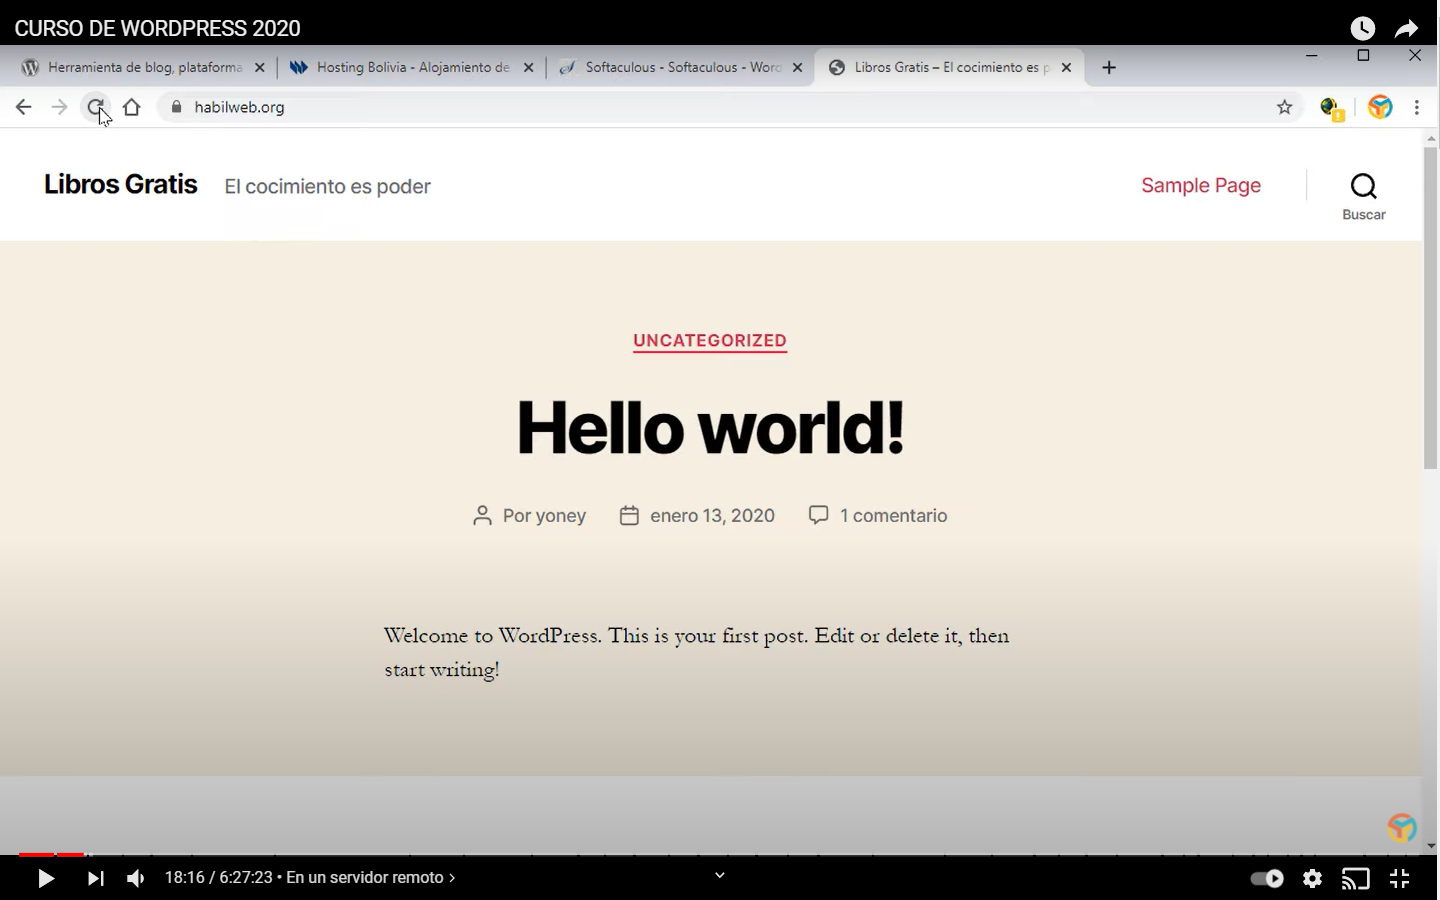 CURSO DE WORDPRESS 2020
Herramienta de blog, plataforma
Hosting Bolivia - Alojamiento de
Softaculous - Softaculous - Word
Libros Gratis – El cocimiento es p
habilweb.org
Libros Gratis
El cocimiento es poder
Sample Page
Buscar
UNCATEGORIZED
Hello world!
Por yoney
enero 13, 2020
1 comentario
Welcome to WordPress. This is your first post. Edit or delete it, then
start writing!
18:16 / 6:27:23 • En un servidor remoto >